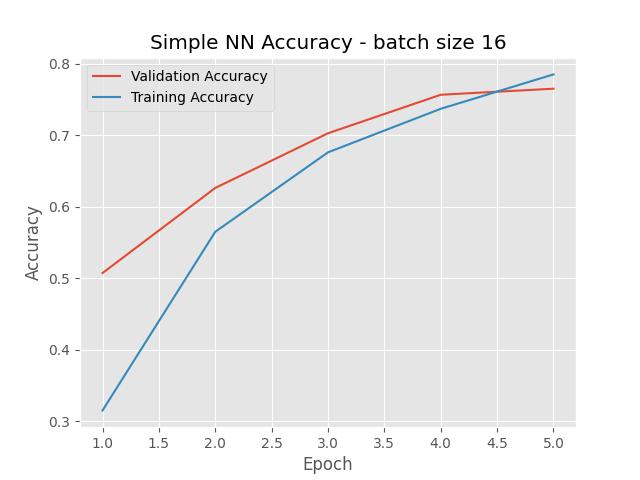 Simple NN Accuracy - batch size 16
Validation Accuracy
Training Accuracy
Accuracy
0.8
0.7
0.6
0.5
0.4
0.3
1.0 1.5 2.0 2.5 3.0 3.5 4.0 4.5 5.0
Epoch